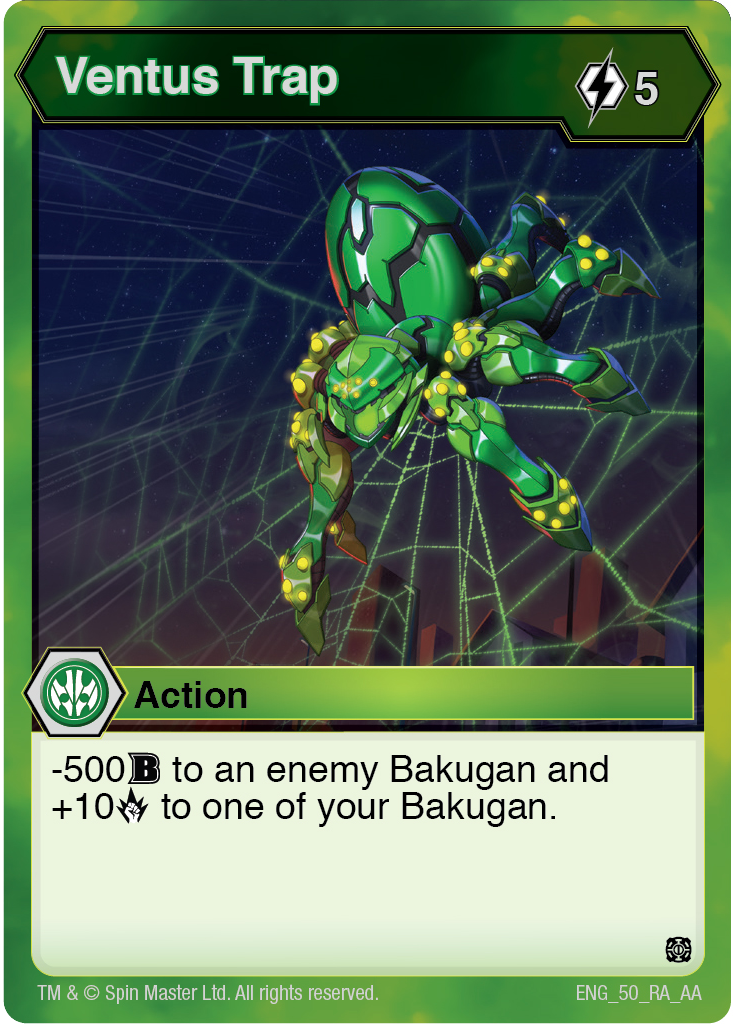 Ventus Trap
5
Action
-500B to an enemy Bakugan and
+10 to one of your Bakugan.
TM & © Spin Master Ltd. All rights reserved.
ENG_50_RA_AA